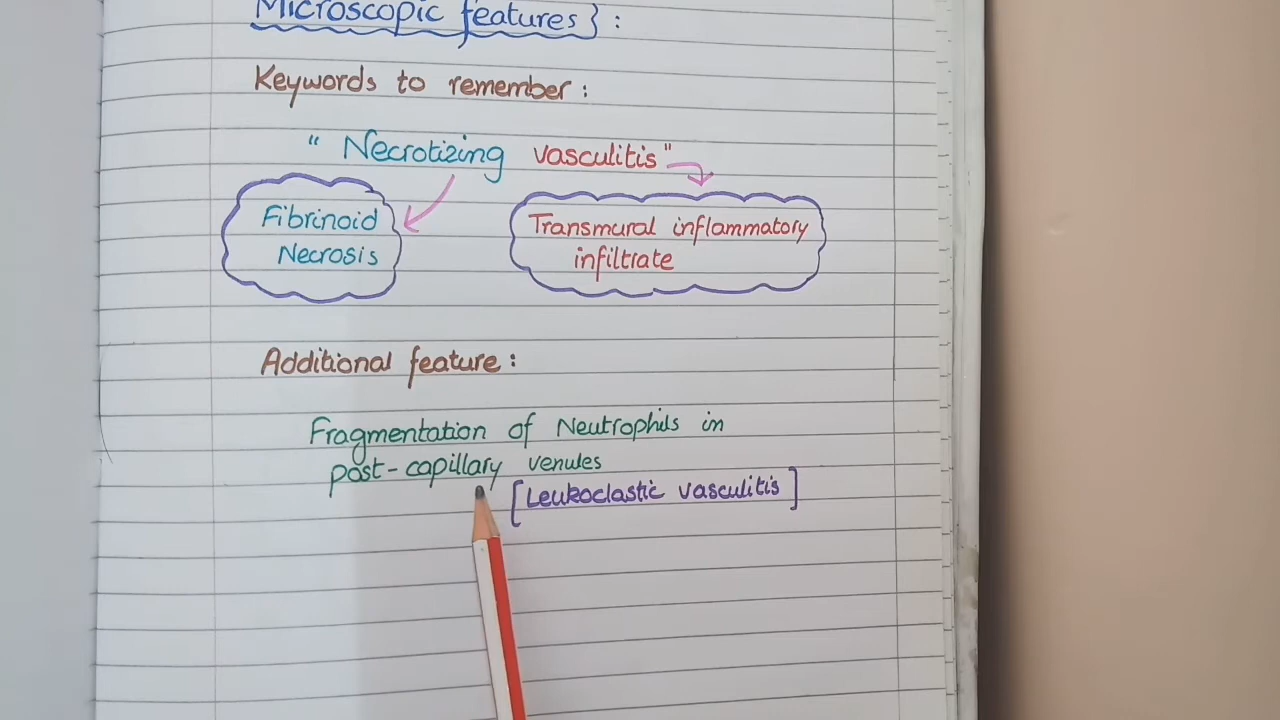 Microscopic features} :
Keywords to remember :
" Necrotizing vasculitis"
Fibrinoid
Necrosis
Transmural inflammatory
infiltrate
Additional feature :
Fragmentation of Neutrophils in
post-capillary venules
[Leukoclastic vasculitis]